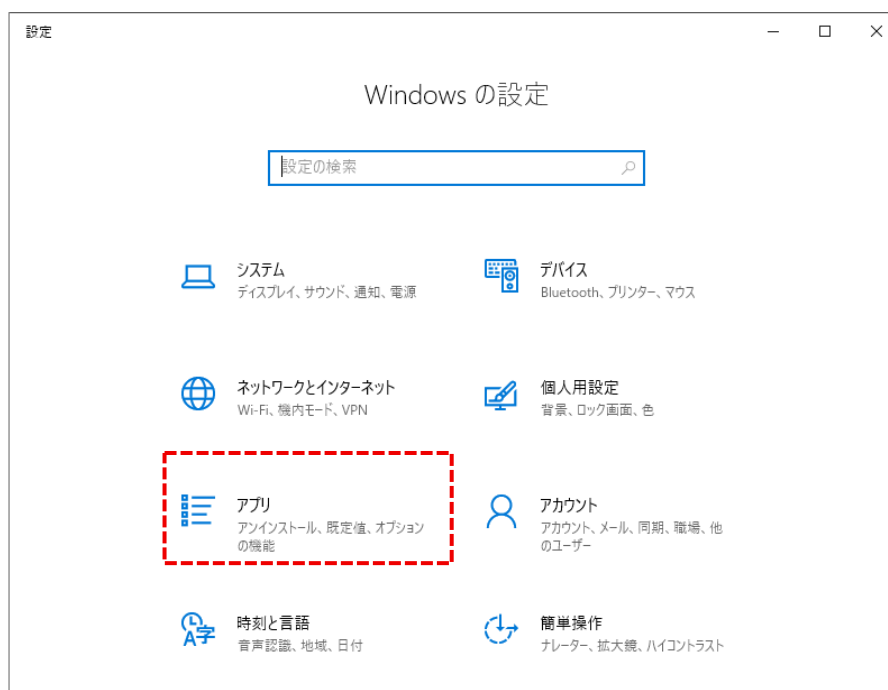 設定
Windows の設定
設定の検索
システム
ディスプレイ、サウンド、通知、電源
デバイス
Bluetooth、プリンター、マウス
ネットワークとインターネット
Wi-Fi、機内モード、VPN
個人用設定
背景、ロック画面、色
アプリ
アンインストール、既定値、オプション
の機能
アカウント
アカウント、メール、同期、職場、他
のユーザー
時刻と言語
音声認識、地域、日付
簡単操作
ナレーター、拡大鏡、ハイコントラスト